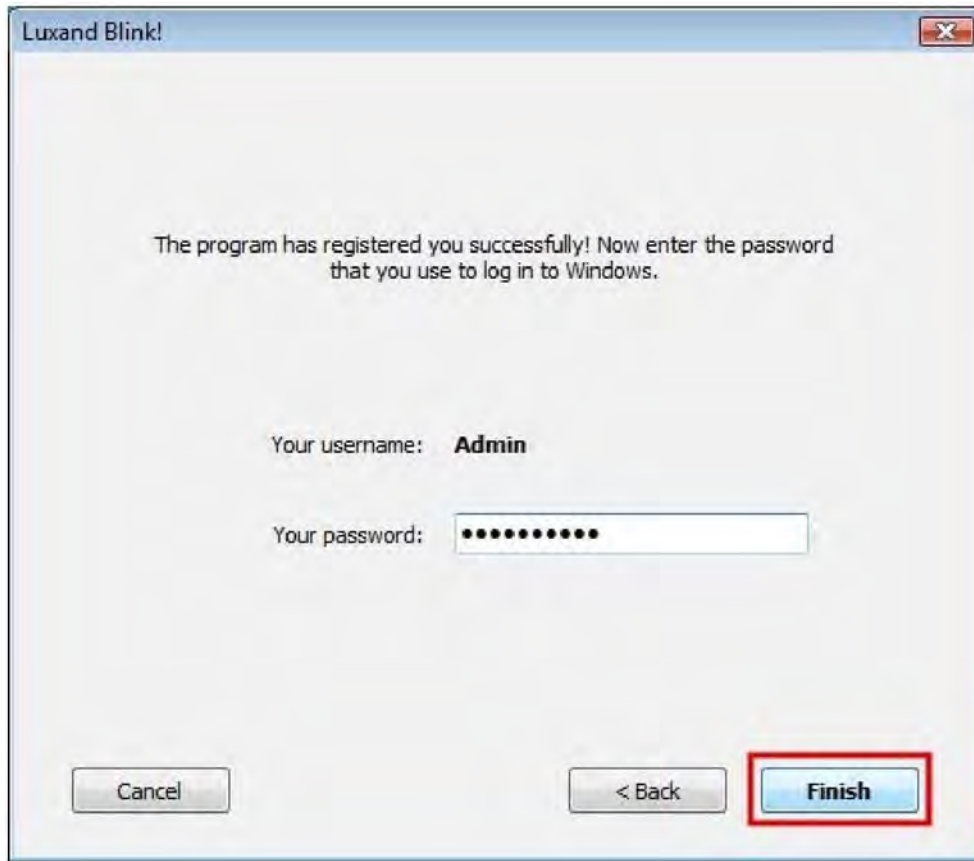 Luxand Blink!
The program has registered you successfully! Now enter the password
that you use to log in to Windows.
Your username: Admin
Your password: ••••••••••
Cancel
< Back
Finish